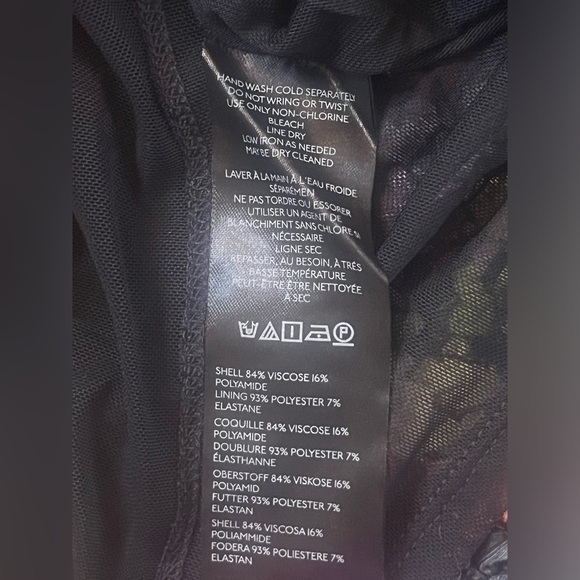 HAND WASH COLD SEPARATELY
DO NOT WRING OR TWIST
USE ONLY NON-CHLORINE
BLEACH
LINE DRY
LOW IRON AS NEEDED
MAY BE DRY CLEANED
LAVER À LA MAIN À L'EAU FROIDE
SÉPARÉMEN
NE PAS TORDRE OU ESSORER
UTILISER UN AGENT DE
BLANCHIMENT SANS CHLORE SI
NÉCESSAIRE
LIGNE SEC
REPASSER, AU BESOIN, À TRÈS
BASSE TEMPÉRATURE
PEUT-ÊTRE ÊTRE NETTOYÉE
À SEC
P
SHELL 84% VISCOSE 16%
POLYAMIDE
LINING 93% POLYESTER 7%
ELASTANE
COQUILLE 84% VISCOSE 16%
POLYAMIDE
DOUBLURE 93% POLYESTER 7%
ÉLASTHANNE
OBERSTOFF 84% VISKOSE 16%
POLYAMID
FUTTER 93% POLYESTER 7%
ELASTAN
SHELL 84% VISCOSA 16%
POLIAMMIDE
FODERA 93% POLIESTERE 7%
ELASTAN